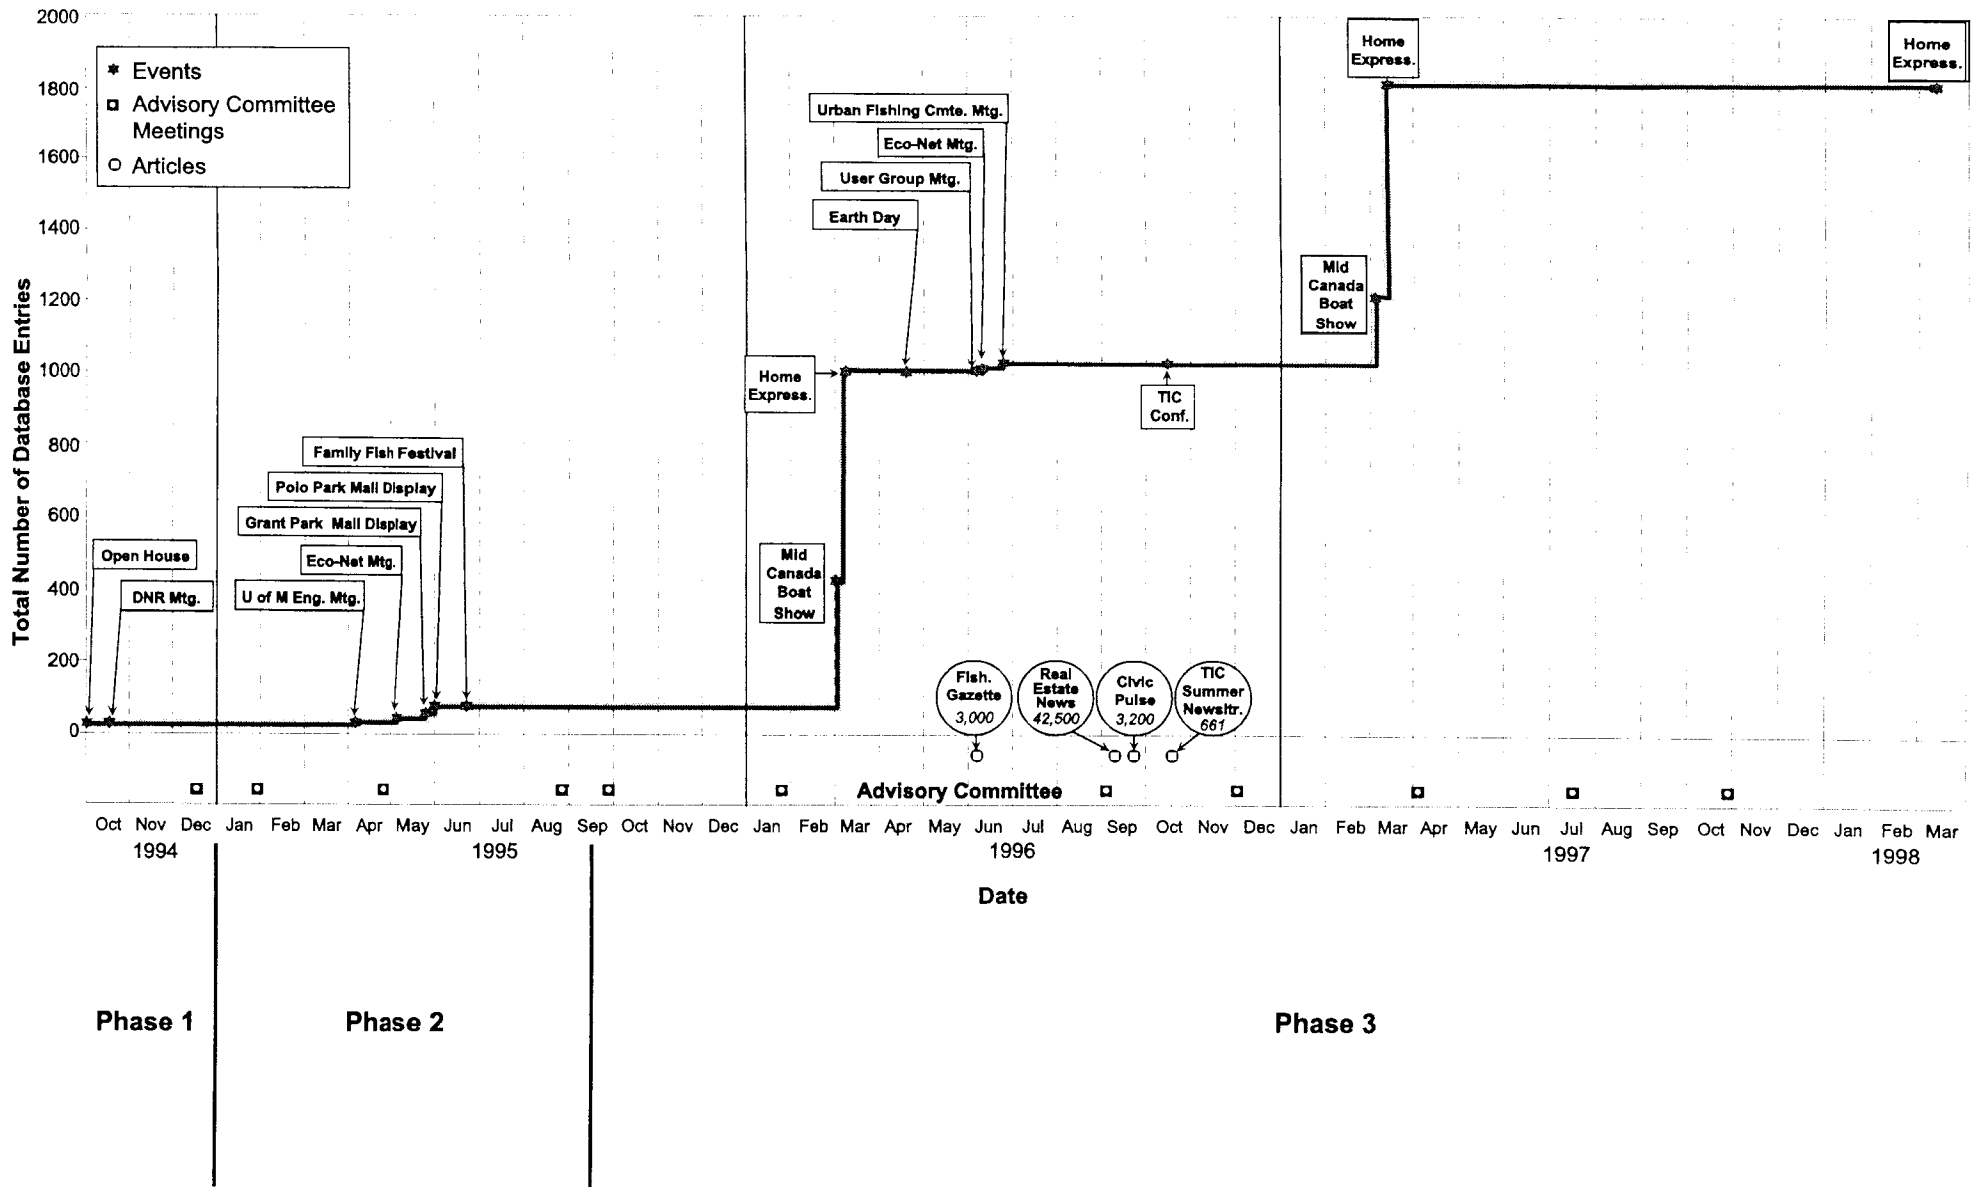 2000
1800
1600
1400
1200
1000
800
600
400
200
0
Total Number of Database Entries
Events
Advisory Committee
Meetings
Articles
Open House
DNR Mtg.
U of M Eng. Mtg.
Eco-Net Mtg.
Grant Park Mall Display
Polo Park Mall Display
Family Fish Festival
Mid
Canada
Boat
Show
Home
Express.
Earth Day
User Group Mtg.
Eco-Net Mtg.
Urban Fishing Cmte. Mtg.
TIC
Conf.
Mid
Canada
Boat
Show
Home
Express.
Home
Express.
Fish.
Gazette
3,000
Real
Estate
News
42,500
Civic
Pulse
3,200
TIC
Summer
Newsltr.
661
Advisory Committee
Oct Nov Dec Jan Feb Mar Apr May Jun Jul Aug Sep Oct Nov Dec Jan Feb Mar Apr May Jun Jul Aug Sep Oct Nov Dec Jan Feb Mar Apr May Jun Jul Aug Sep Oct Nov Dec Jan Feb Mar
1994 1995 1996 1997 1998
Date
Phase 1 Phase 2 Phase 3